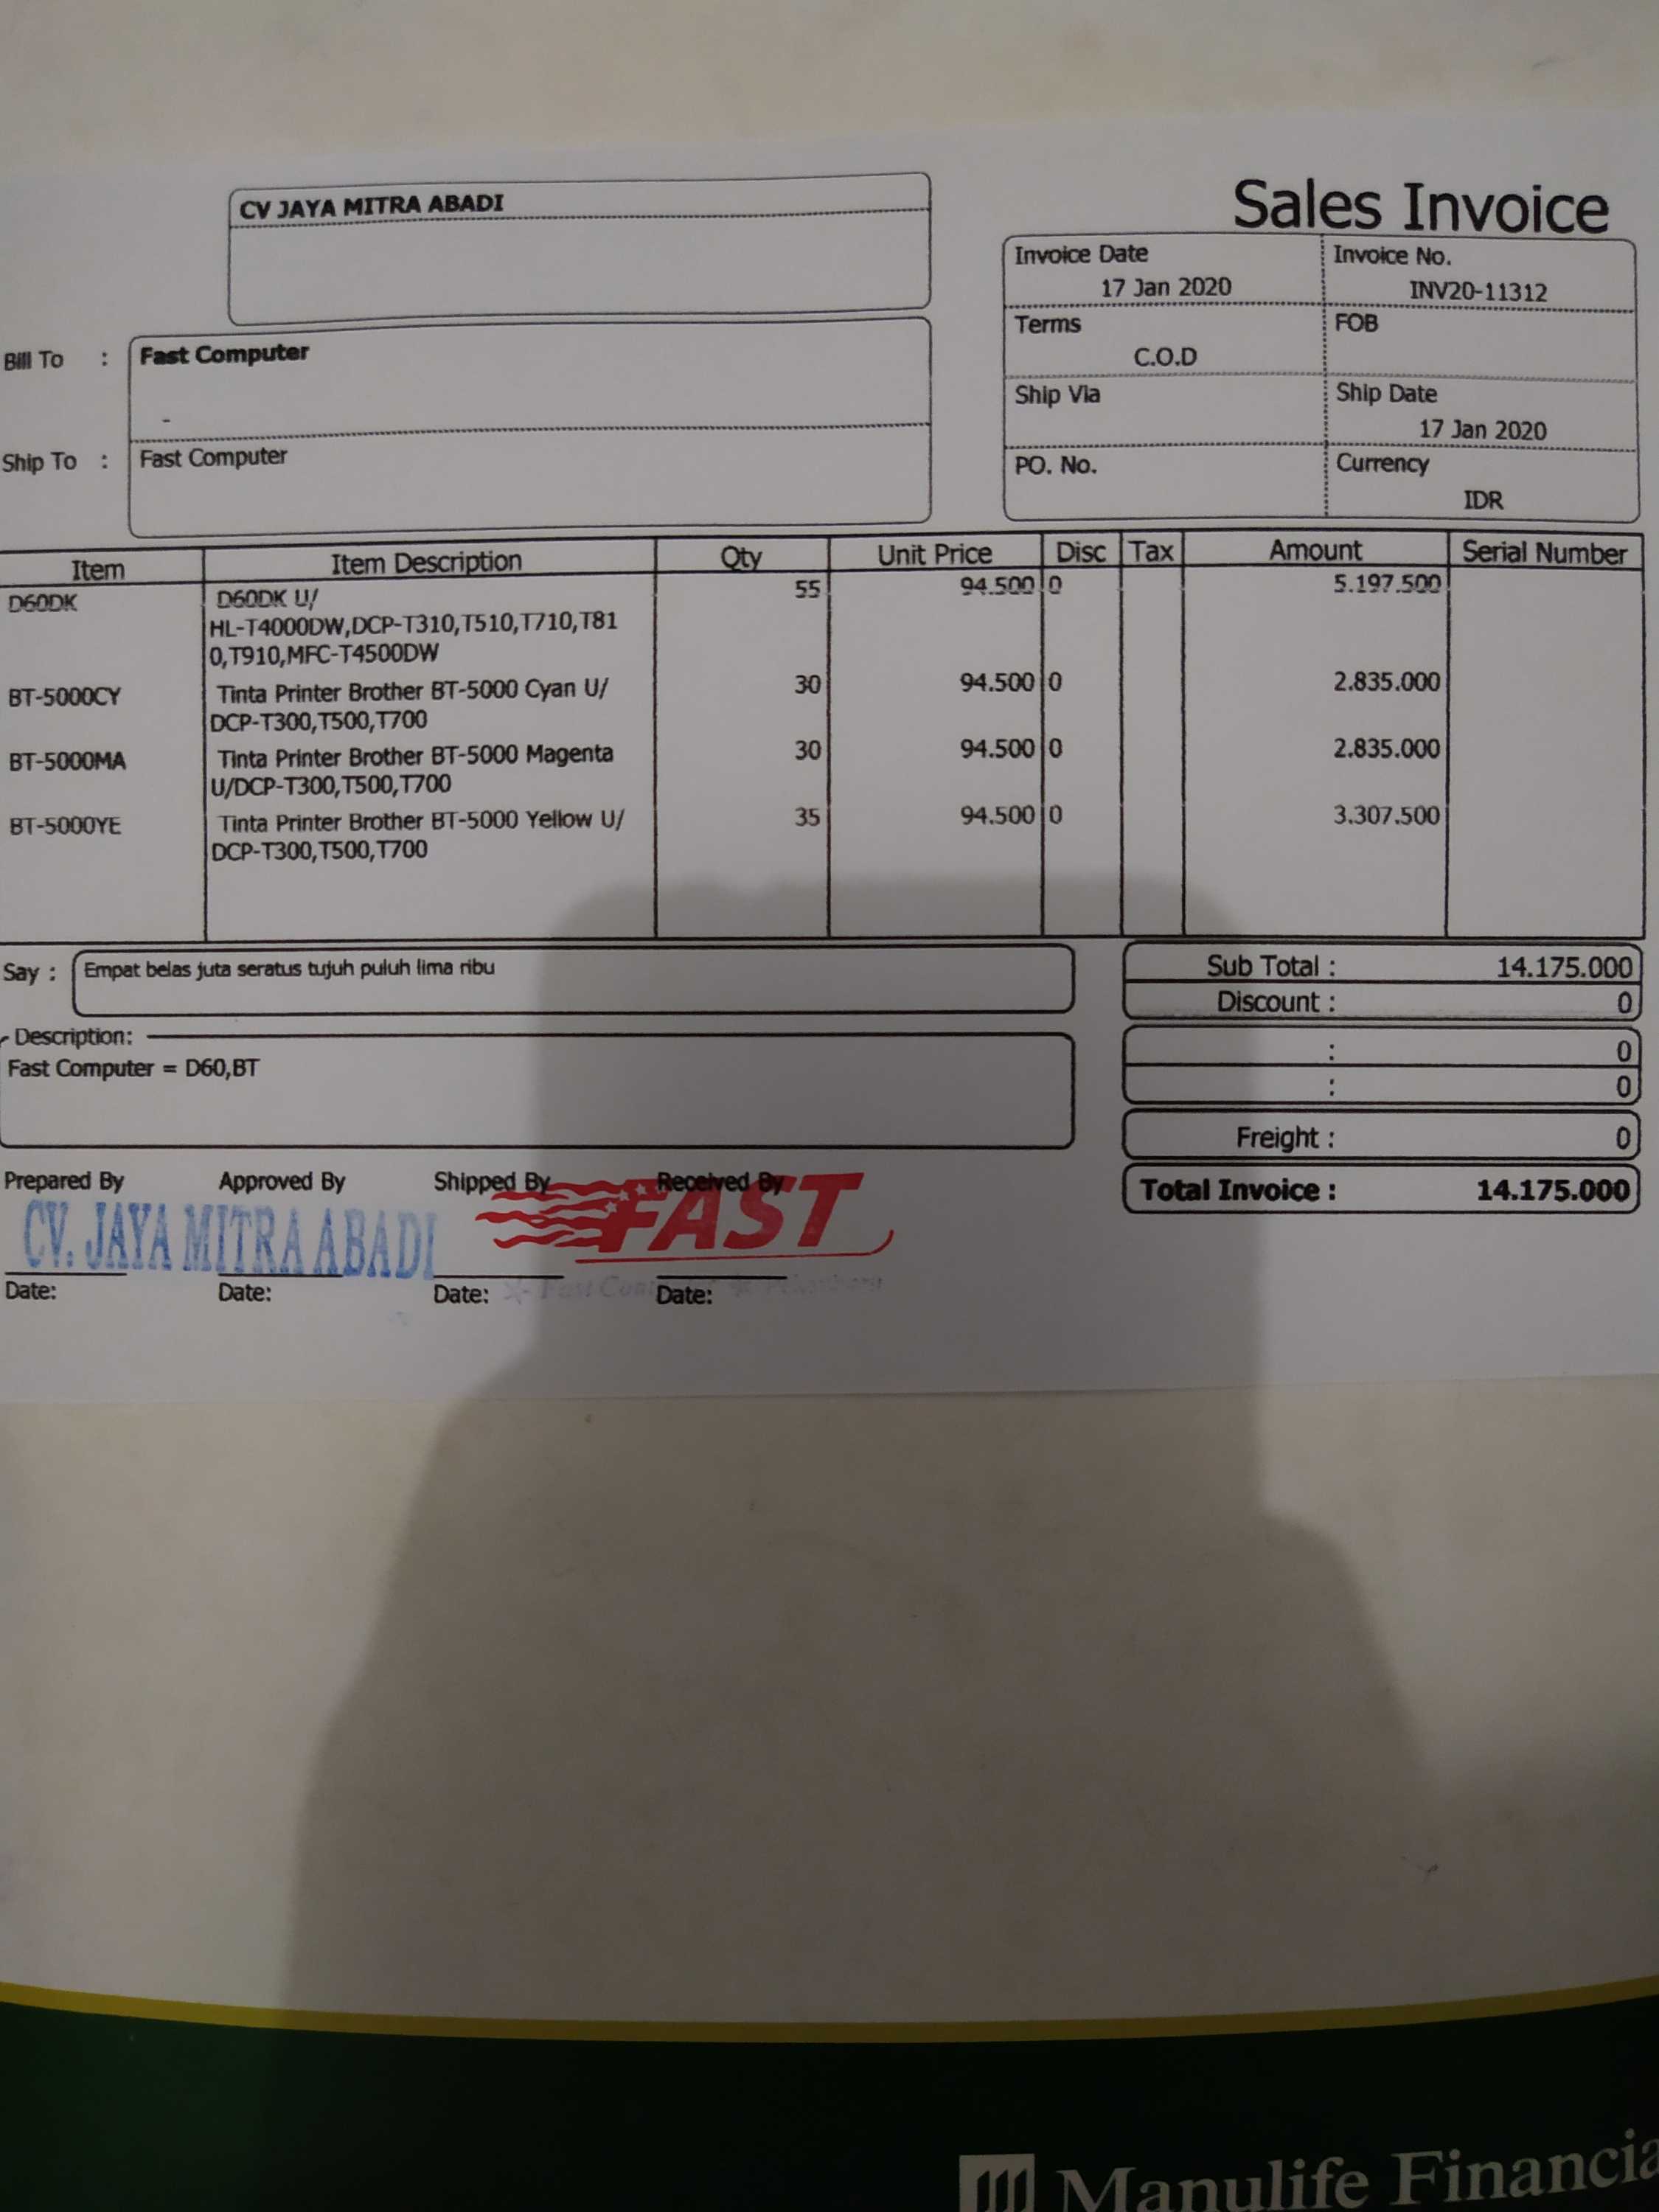 CV JAYA MITRA ABADI
Sales Invoice
Invoice Date
17 Jan 2020
Invoice No.
INV20-11312
Terms
C.O.D
FOB
Ship Via
Ship Date
17 Jan 2020
PO. No.
Currency
IDR
Bill To : Fast Computer
-
Ship To : Fast Computer
Item Item Description Qty Unit Price Disc Tax Amount Serial Number
D60DK D60DK U/ 55 94.500 0 5.197.500
HL-T4000DW,DCP-T310,T510,T710,T81
0,T910,MFC-T4500DW
BT-5000CY Tinta Printer Brother BT-5000 Cyan U/ 30 94.500 0 2.835.000
DCP-T300,T500,T700
BT-5000MA Tinta Printer Brother BT-5000 Magenta 30 94.500 0 2.835.000
U/DCP-T300,T500,T700
BT-5000YE Tinta Printer Brother BT-5000 Yellow U/ 35 94.500 0 3.307.500
DCP-T300,T500,T700
Say : Empat belas juta seratus tujuh puluh lima ribu
Sub Total : 14.175.000
Discount : 0
: 0
: 0
Freight : 0
Total Invoice : 14.175.000
Description:
Fast Computer = D60,BT
Prepared By Approved By Shipped By Received By
CV. JAYA MITRA ABADI
FAST
Fast
Date: Date: Date: Date:
Manulife Financia